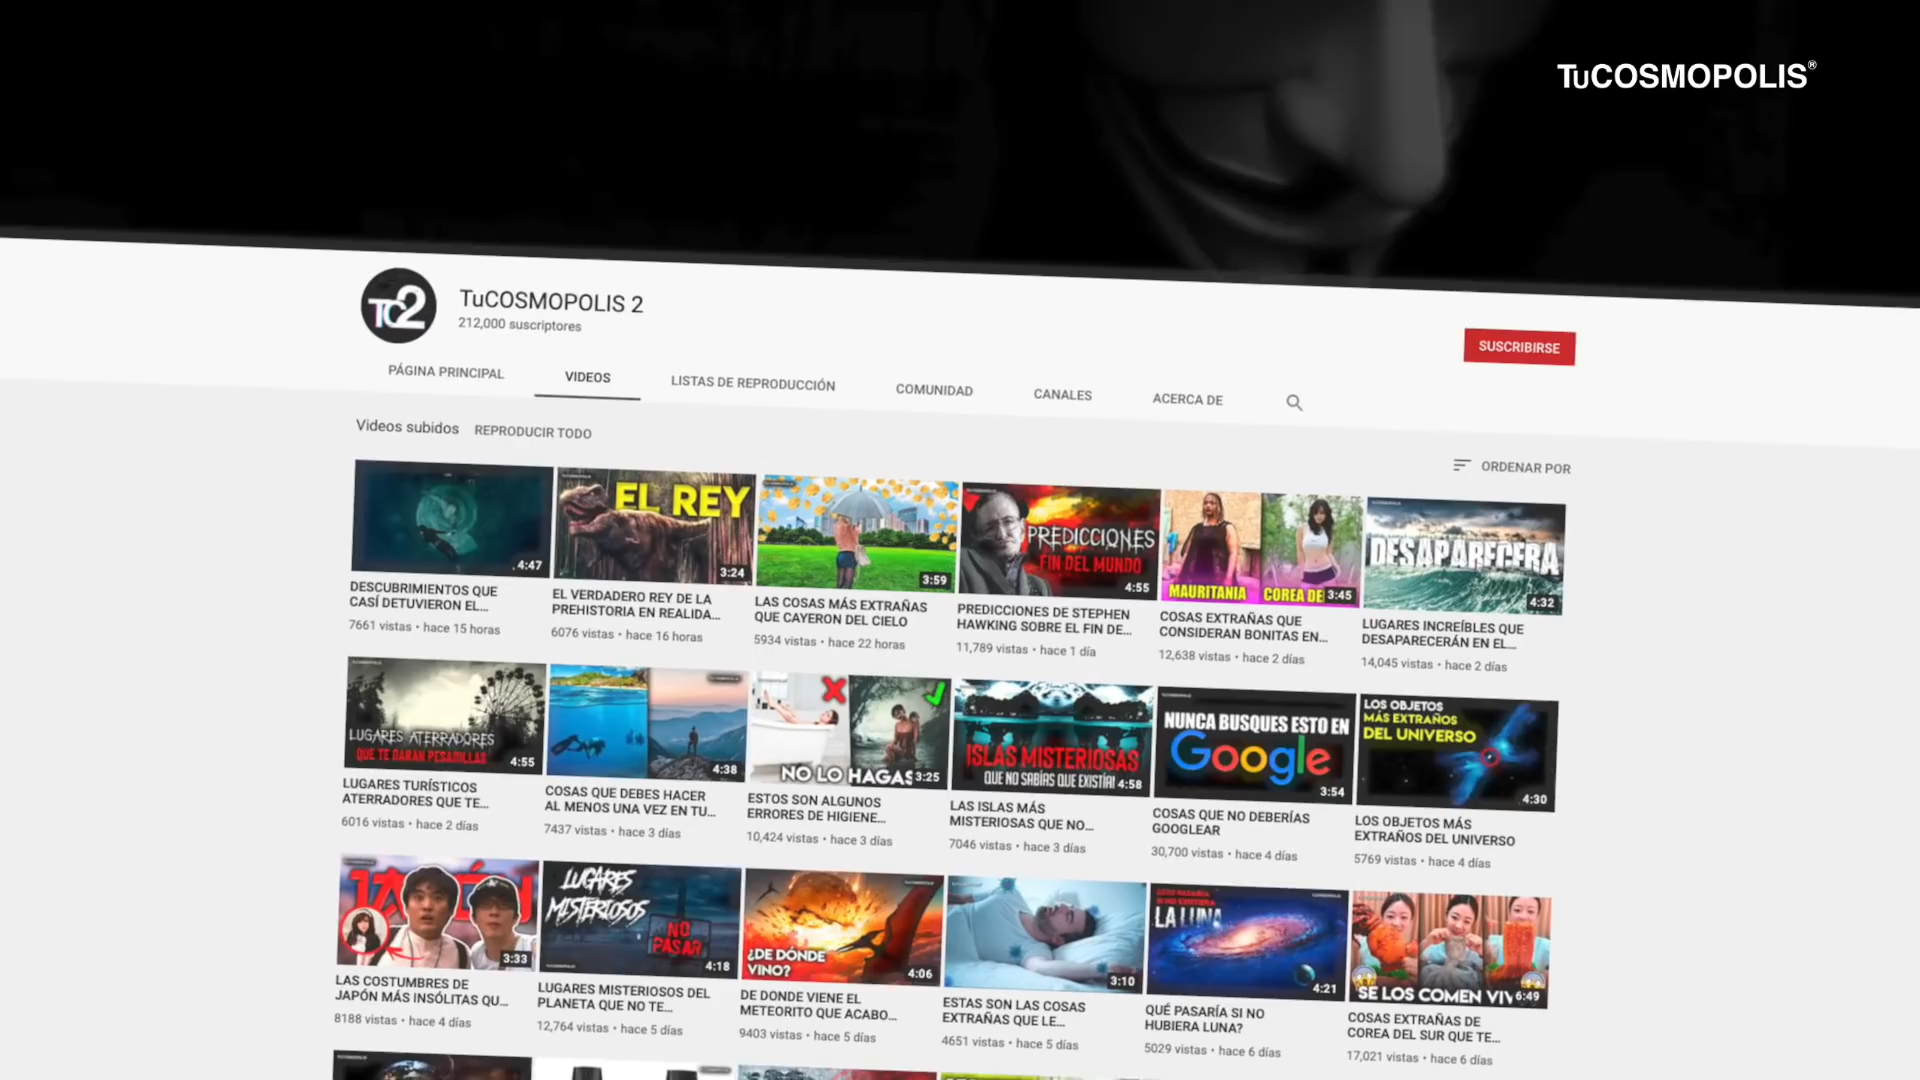 TuCOSMOPOLIS®
TC2
TuCOSMOPOLIS 2
212,000 suscriptores
SUSCRIBIRSE
PÁGINA PRINCIPAL
VIDEOS
LISTAS DE REPRODUCCIÓN
COMUNIDAD
CANALES
ACERCA DE
Videos subidos
REPRODUCIR TODO
ORDENAR POR
4:47
DESCUBRIMIENTOS QUE
CASÍ DETUVIERON EL...
7661 vistas • hace 15 horas
EL REY
3:24
EL VERDADERO REY DE LA
PREHISTORIA EN REALIDA...
6076 vistas • hace 16 horas
3:59
LAS COSAS MÁS EXTRAÑAS
QUE CAYERON DEL CIELO
5934 vistas • hace 22 horas
PREDICCIONES
FIN DEL MUNDO
4:55
PREDICCIONES DE STEPHEN
HAWKING SOBRE EL FIN DE...
11,789 vistas • hace 1 día
MAURITANIA
COREA DE
3:45
COSAS EXTRAÑAS QUE
CONSIDERAN BONITAS EN...
12,638 vistas • hace 2 días
DESAPARECERA
4:32
LUGARES INCREÍBLES QUE
DESAPARECERÁN EN EL...
14,045 vistas • hace 2 días
LUGARES ATERRADORES
QUE TE DARÁN PESADILLAS
4:55
LUGARES TURÍSTICOS
ATERRADORES QUE TE...
6016 vistas • hace 2 días
4:38
COSAS QUE DEBES HACER
AL MENOS UNA VEZ EN TU...
7437 vistas • hace 3 días
NO LO HAGAS
3:25
ESTOS SON ALGUNOS
ERRORES DE HIGIENE...
10,424 vistas • hace 3 días
ISLAS MISTERIOSAS
QUE NO SABÍAS QUE EXISTÍA!
4:58
LAS ISLAS MÁS
MISTERIOSAS QUE NO...
7046 vistas • hace 3 días
NUNCA BUSQUES ESTO EN
Google
3:54
COSAS QUE NO DEBERÍAS
GOOGLEAR
30,700 vistas • hace 4 días
LOS OBJETOS
MÁS EXTRAÑOS
DEL UNIVERSO
4:30
LOS OBJETOS MÁS
EXTRAÑOS DEL UNIVERSO
5769 vistas • hace 4 días
JAPÓN
3:33
LAS COSTUMBRES DE
JAPÓN MÁS INSÓLITAS QU...
8188 vistas • hace 4 días
LUGARES
MISTERIOSOS
NO
PASAR
4:18
LUGARES MISTERIOSOS DEL
PLANETA QUE NO TE...
12,764 vistas • hace 5 días
¿DE DÓNDE
VINO?
4:06
DE DONDE VIENE EL
METEORITO QUE ACABO...
9403 vistas • hace 5 días
3:10
ESTAS SON LAS COSAS
EXTRAÑAS QUE LE...
4651 vistas • hace 5 días
LA LUNA
4:21
QUÉ PASARÍA SI NO
HUBIERA LUNA?
5029 vistas • hace 6 días
SE LOS COMEN VIV
6:49
COSAS EXTRAÑAS DE
COREA DEL SUR QUE TE...
17,021 vistas • hace 6 días